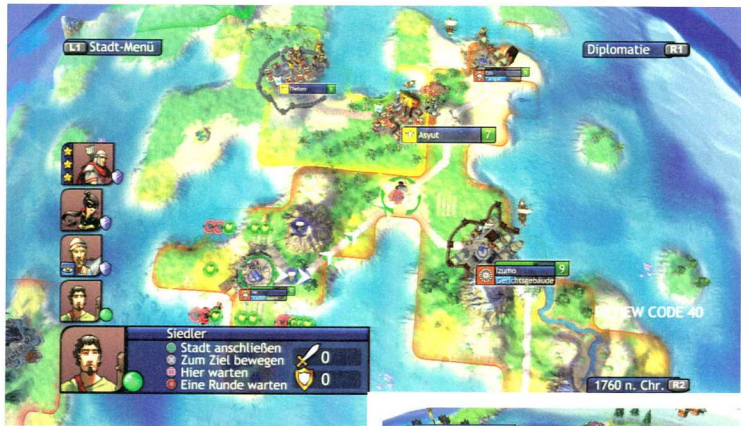 L1 Stadt-Menü
Diplomatie R1
Theben
Asyut 7
Izumo 9
Gerichtsgebäude
EW CODE 40
Siedler
Stadt anschließen
Zum Ziel bewegen
Hier warten
Eine Runde warten
0
0
1760 n. Chr. R2